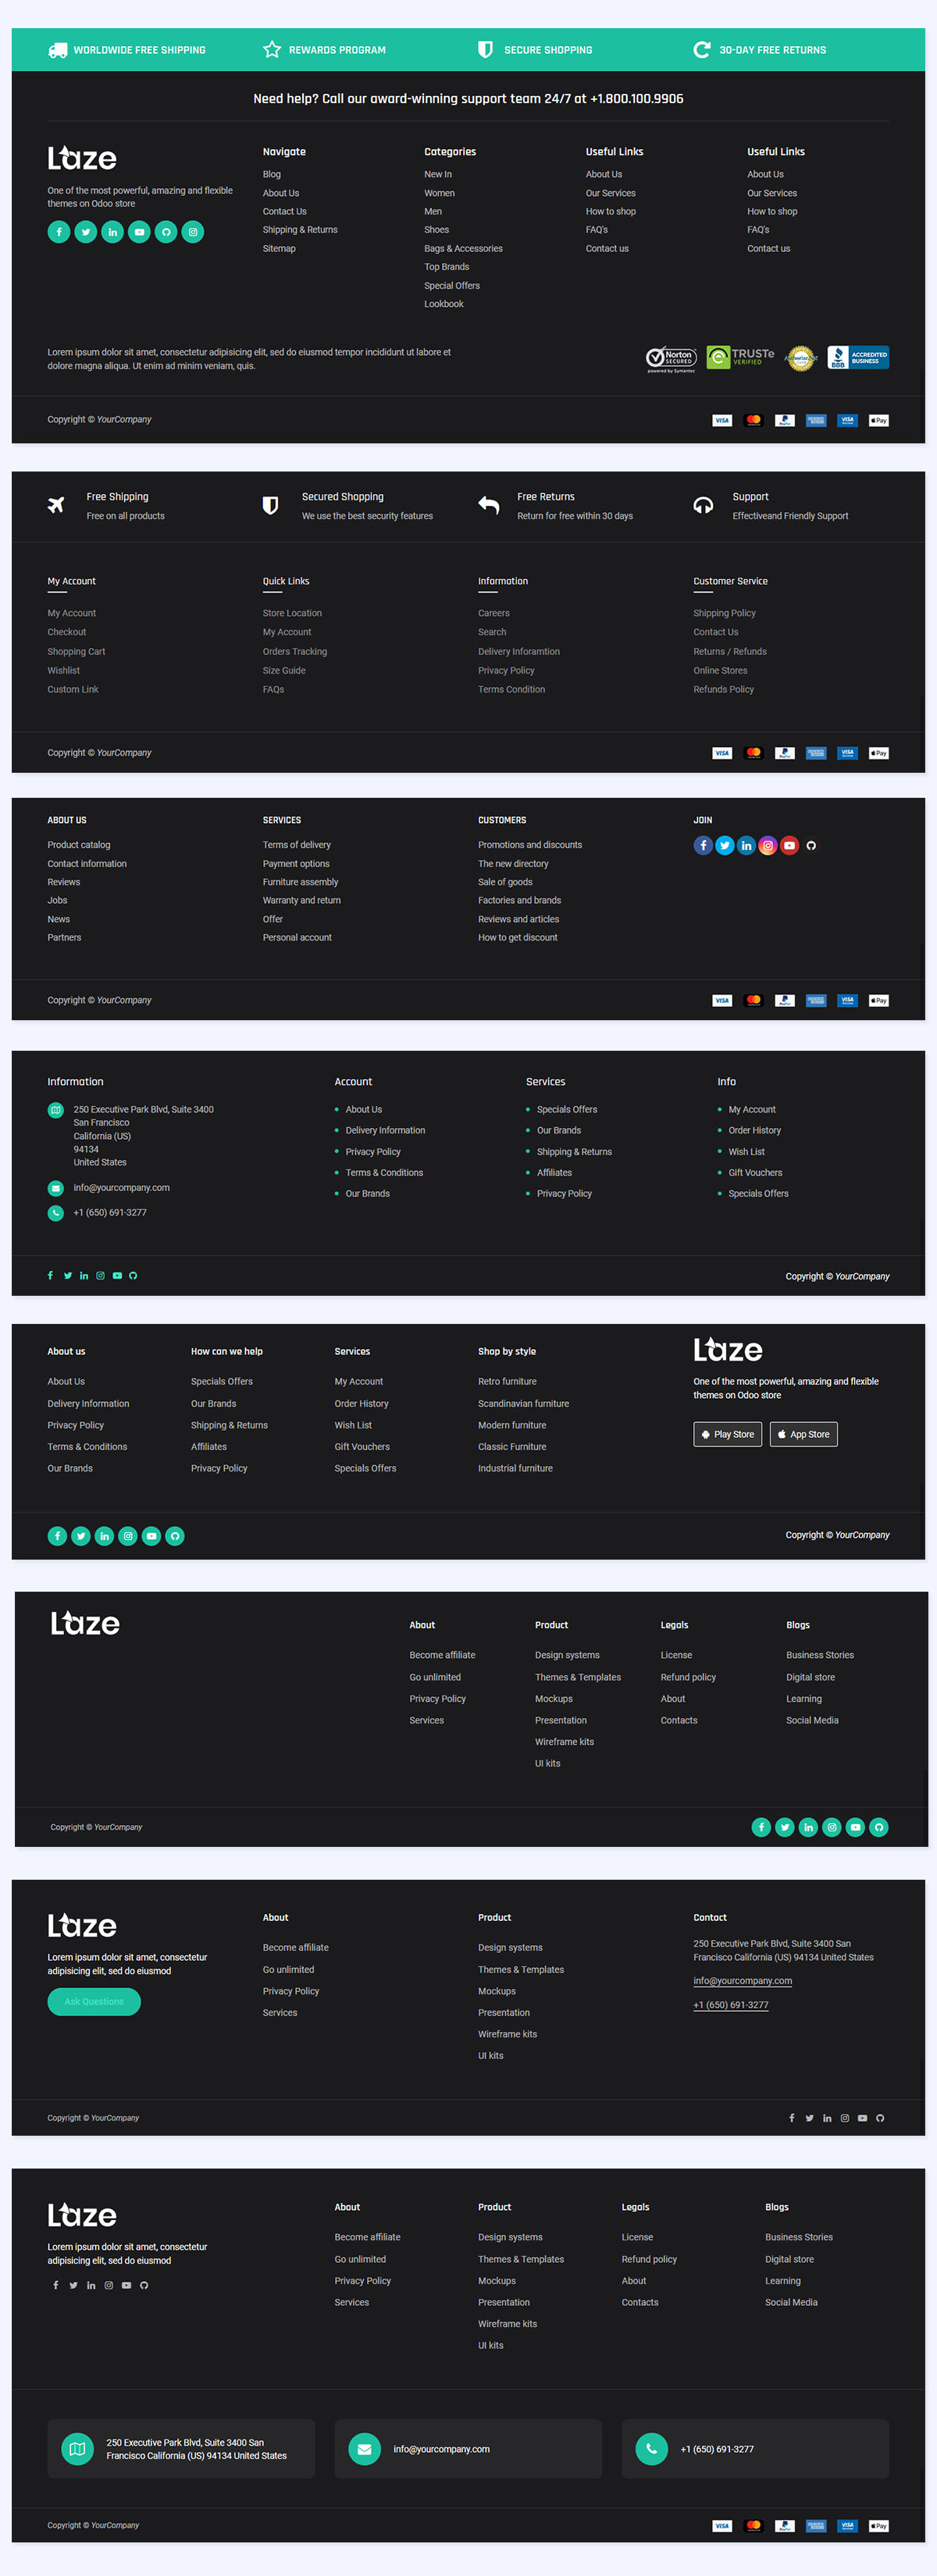 WORLDWIDE FREE SHIPPING
REWARDS PROGRAM
SECURE SHOPPING
30-DAY FREE RETURNS
Need help? Call our award-winning support team 24/7 at +1.800.100.9906
Laze
One of the most powerful, amazing and flexible
themes on Odoo store
Navigate
Blog
About Us
Contact Us
Shipping & Returns
Sitemap
Categories
New In
Women
Men
Shoes
Bags & Accessories
Top Brands
Special Offers
Lookbook
Useful Links
About Us
Our Services
How to shop
FAQ's
Contact us
Useful Links
About Us
Our Services
How to shop
FAQ's
Contact us
Lorem ipsum dolor sit amet, consectetur adipisicing elit, sed do eiusmod tempor incididunt ut labore et
dolore magna aliqua. Ut enim ad minim veniam, quis.
Norton
SECURED
powered by Symantec
TRUSTe
VERIFIED
BBB
ACCREDITED
BUSINESS
Copyright © YourCompany
VISA
PayPal
VISA
Pay
Free Shipping
Free on all products
Secured Shopping
We use the best security features
Free Returns
Return for free within 30 days
Support
Effectiveand Friendly Support
My Account
My Account
Checkout
Shopping Cart
Wishlist
Custom Link
Quick Links
Store Location
My Account
Orders Tracking
Size Guide
FAQs
Information
Careers
Search
Delivery Inforamtion
Privacy Policy
Terms Condition
Customer Service
Shipping Policy
Contact Us
Returns / Refunds
Online Stores
Refunds Policy
Copyright © YourCompany
VISA
PayPal
VISA
Pay
ABOUT US
Product catalog
Contact information
Reviews
Jobs
News
Partners
SERVICES
Terms of delivery
Payment options
Furniture assembly
Warranty and return
Offer
Personal account
CUSTOMERS
Promotions and discounts
The new directory
Sale of goods
Factories and brands
Reviews and articles
How to get discount
JOIN
Copyright © YourCompany
VISA
PayPal
VISA
Pay
Information
250 Executive Park Blvd, Suite 3400
San Francisco
California (US)
94134
United States
info@yourcompany.com
+1 (650) 691-3277
Account
About Us
Delivery Information
Privacy Policy
Terms & Conditions
Our Brands
Services
Specials Offers
Our Brands
Shipping & Returns
Affiliates
Privacy Policy
Info
My Account
Order History
Wish List
Gift Vouchers
Specials Offers
Copyright © YourCompany
About us
About Us
Delivery Information
Privacy Policy
Terms & Conditions
Our Brands
How can we help
Specials Offers
Our Brands
Shipping & Returns
Affiliates
Privacy Policy
Services
My Account
Order History
Wish List
Gift Vouchers
Specials Offers
Shop by style
Retro furniture
Scandinavian furniture
Modern furniture
Classic Furniture
Industrial furniture
Laze
One of the most powerful, amazing and flexible
themes on Odoo store
Play Store
App Store
Copyright © YourCompany
Laze
About
Become affiliate
Go unlimited
Privacy Policy
Services
Product
Design systems
Themes & Templates
Mockups
Presentation
Wireframe kits
UI kits
Legals
License
Refund policy
About
Contacts
Blogs
Business Stories
Digital store
Learning
Social Media
Copyright © YourCompany
Laze
Lorem ipsum dolor sit amet, consectetur
adipisicing elit, sed do eiusmod
Ask Questions
About
Become affiliate
Go unlimited
Privacy Policy
Services
Product
Design systems
Themes & Templates
Mockups
Presentation
Wireframe kits
UI kits
Contact
250 Executive Park Blvd, Suite 3400 San
Francisco California (US) 94134 United States
info@yourcompany.com
+1 (650) 691-3277
Copyright © YourCompany
Laze
Lorem ipsum dolor sit amet, consectetur
adipisicing elit, sed do eiusmod
About
Become affiliate
Go unlimited
Privacy Policy
Services
Product
Design systems
Themes & Templates
Mockups
Presentation
Wireframe kits
UI kits
Legals
License
Refund policy
About
Contacts
Blogs
Business Stories
Digital store
Learning
Social Media
250 Executive Park Blvd, Suite 3400 San
Francisco California (US) 94134 United States
info@yourcompany.com
+1 (650) 691-3277
Copyright © YourCompany
VISA
PayPal
VISA
Pay